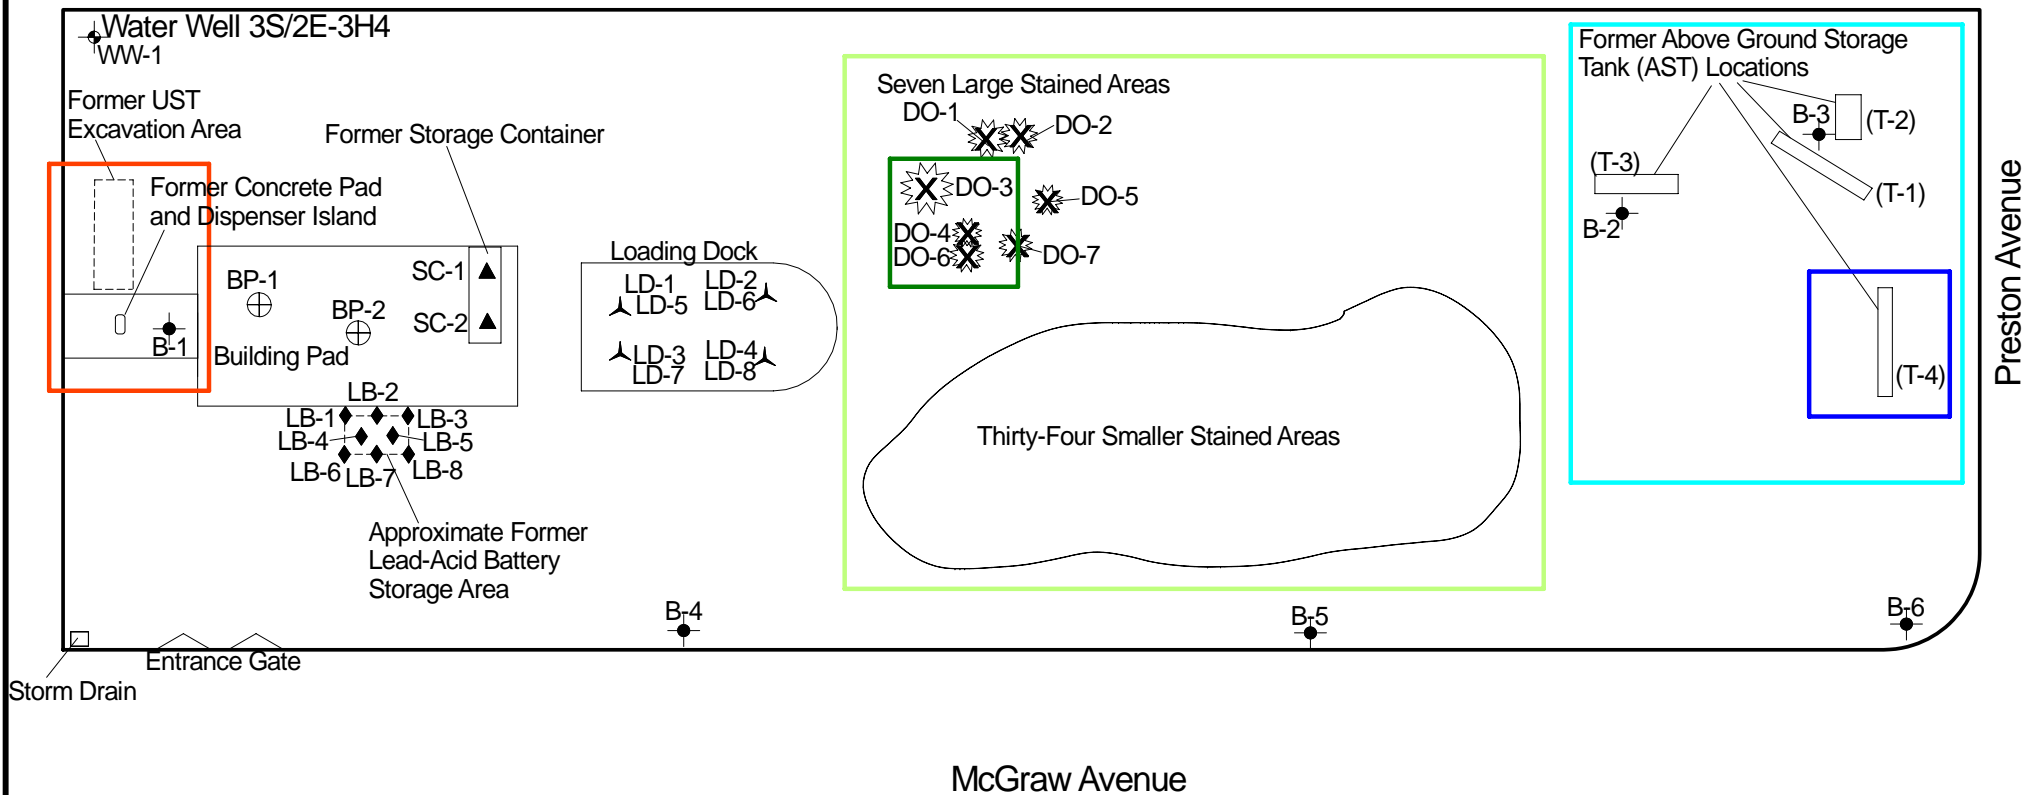 Water Well 3S/2E-3H4
WW-1
Former UST
Excavation Area
Former Storage Container
Former Concrete Pad
and Dispenser Island
BP-1
BP-2
B-1
Building Pad
SC-1
SC-2
LB-2
LB-1
LB-3
LB-4
LB-5
LB-6
LB-7
LB-8
Approximate Former
Lead-Acid Battery
Storage Area
Loading Dock
LD-1
LD-5
LD-2
LD-6
LD-3
LD-7
LD-4
LD-8
Seven Large Stained Areas
DO-1
DO-2
DO-3
DO-5
DO-4
DO-6
DO-7
Thirty-Four Smaller Stained Areas
Former Above Ground Storage
Tank (AST) Locations
B-3
(T-2)
(T-3)
(T-1)
B-2
(T-4)
Preston Avenue
B-4
B-5
B-6
Entrance Gate
Storm Drain
McGraw Avenue